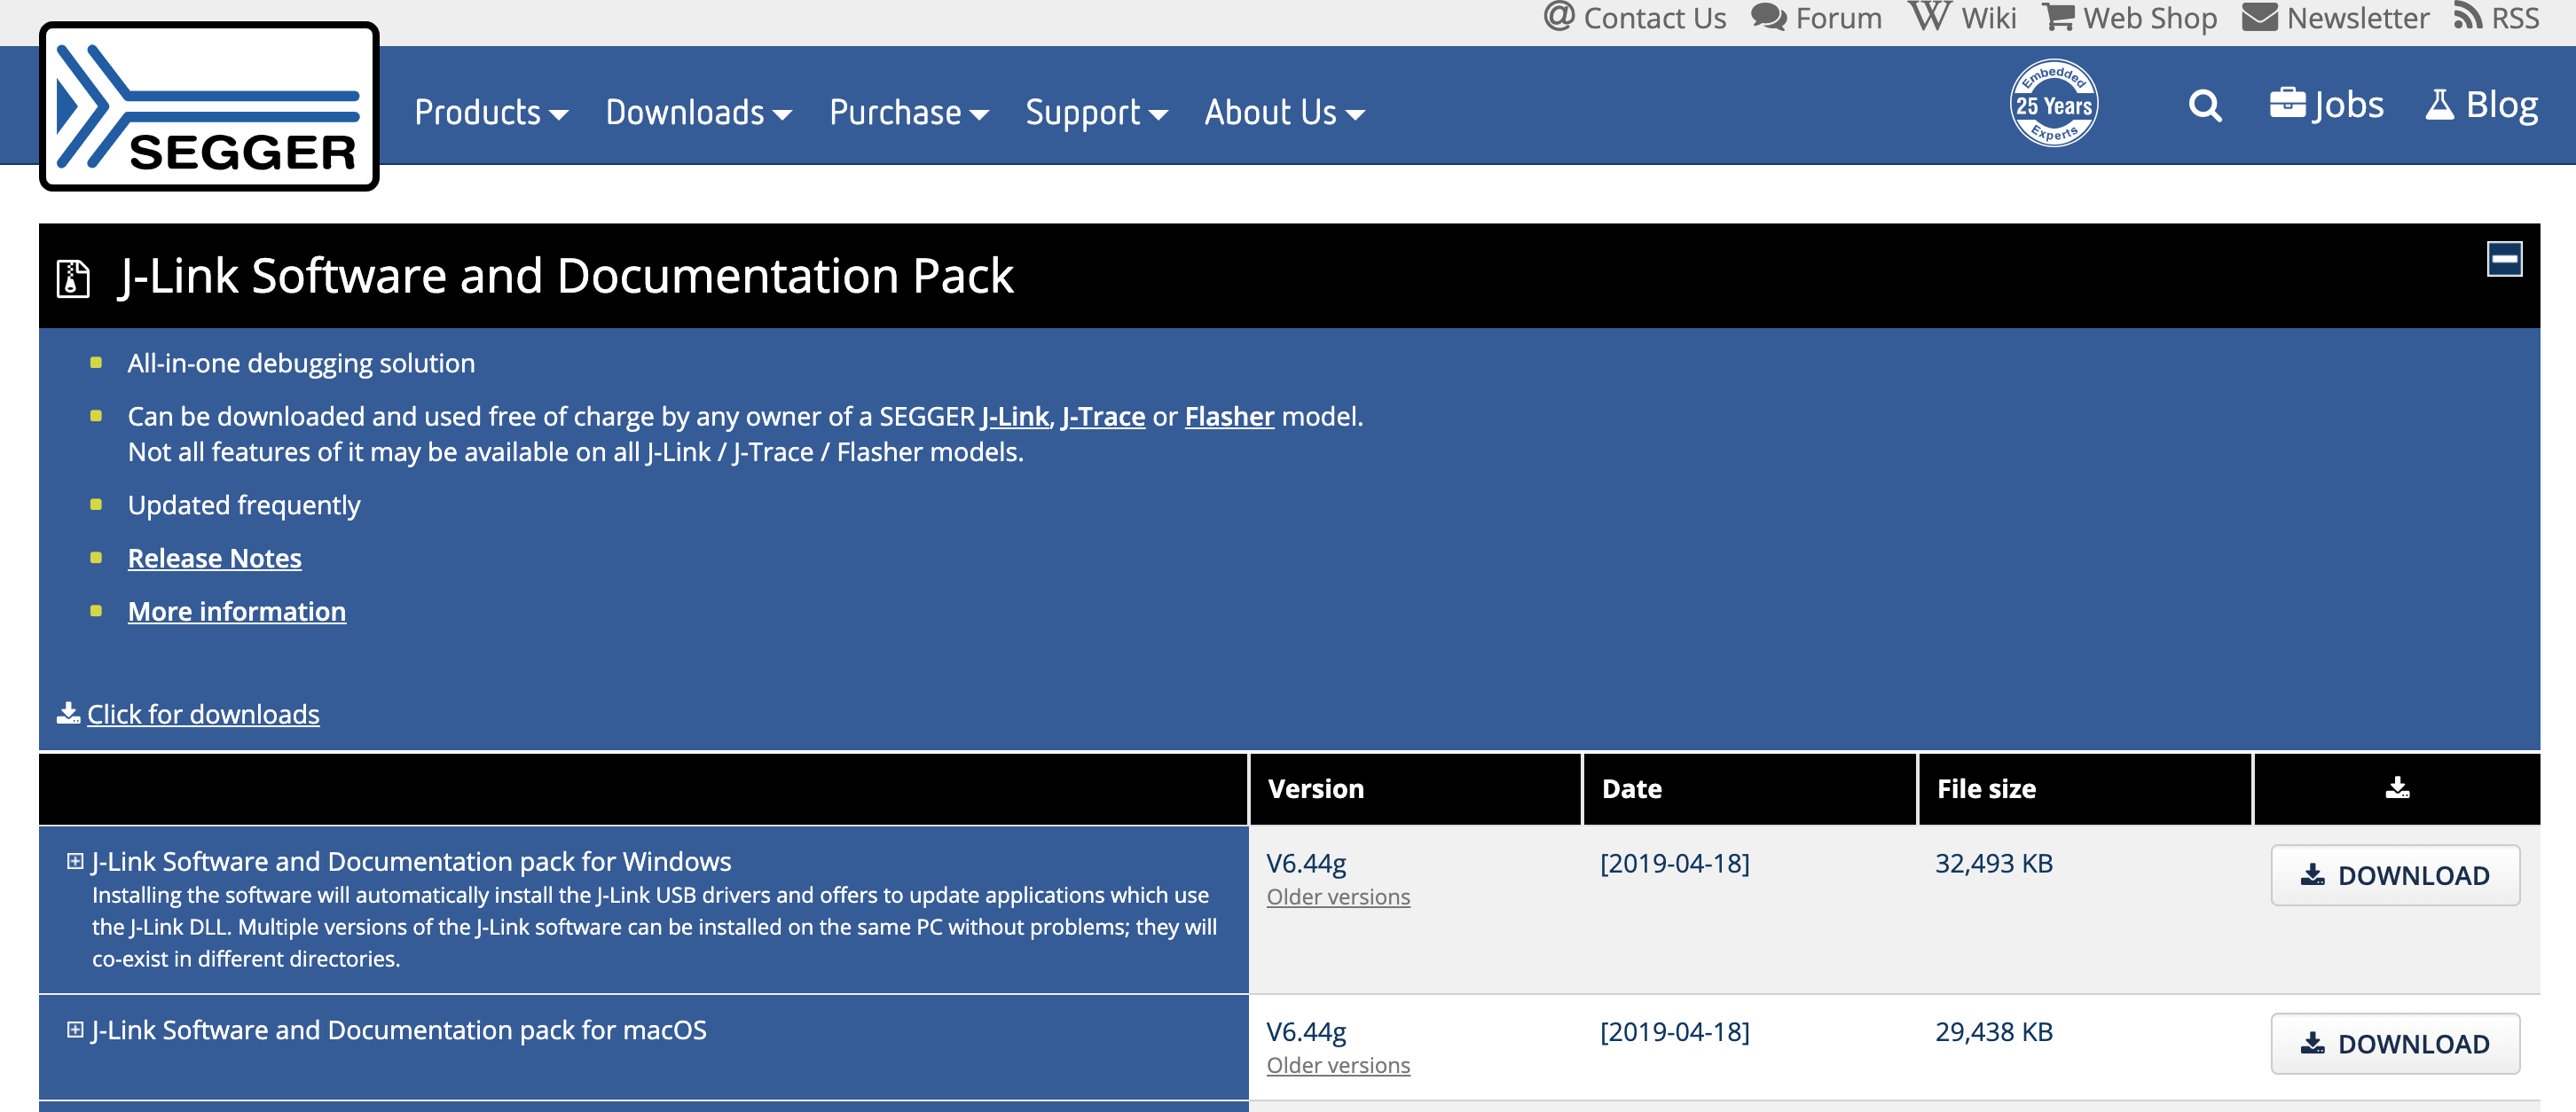 @ Contact Us Forum Wiki Web Shop Newsletter RSS
SEGGER
Products Downloads Purchase Support About Us
Embedded
25 Years
Experts
Jobs Blog
J-Link Software and Documentation Pack
All-in-one debugging solution
Can be downloaded and used free of charge by any owner of a SEGGER J-Link, J-Trace or Flasher model.
Not all features of it may be available on all J-Link / J-Trace / Flasher models.
Updated frequently
Release Notes
More information
Click for downloads
Version Date File size
J-Link Software and Documentation pack for Windows
Installing the software will automatically install the J-Link USB drivers and offers to update applications which use
the J-Link DLL. Multiple versions of the J-Link software can be installed on the same PC without problems; they will
co-exist in different directories.
V6.44g [2019-04-18] 32,493 KB DOWNLOAD
Older versions
J-Link Software and Documentation pack for macOS V6.44g [2019-04-18] 29,438 KB DOWNLOAD
Older versions